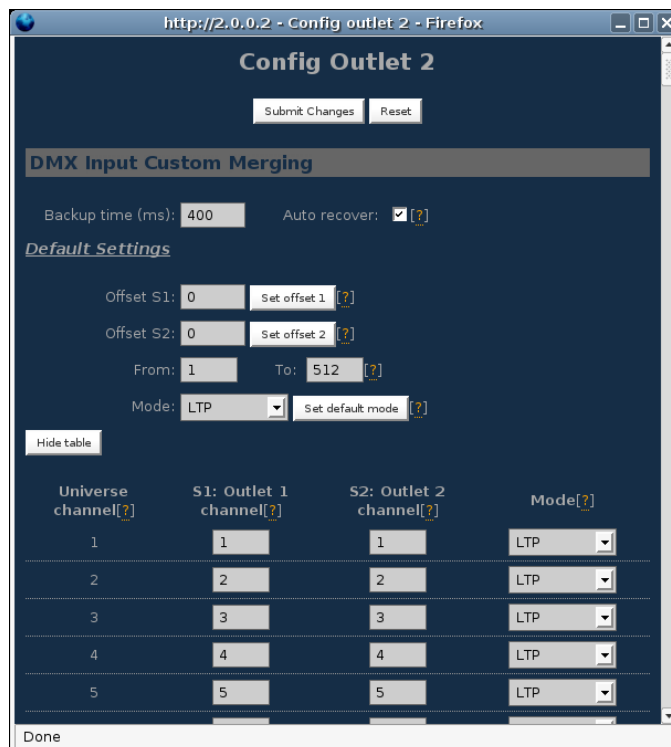 http://2.0.0.2 - Config outlet 2 - Firefox
Config Outlet 2
Submit Changes Reset
DMX Input Custom Merging
Backup time (ms): 400 Auto recover: [?]
Default Settings
Offset S1: 0 Set offset 1 [?]
Offset S2: 0 Set offset 2 [?]
From: 1 To: 512 [?]
Mode: LTP Set default mode [?]
Hide table
Universe channel[?] S1: Outlet 1 channel[?] S2: Outlet 2 channel[?] Mode[?]
1 1 1 LTP
2 2 2 LTP
3 3 3 LTP
4 4 4 LTP
5 5 5 LTP
Done